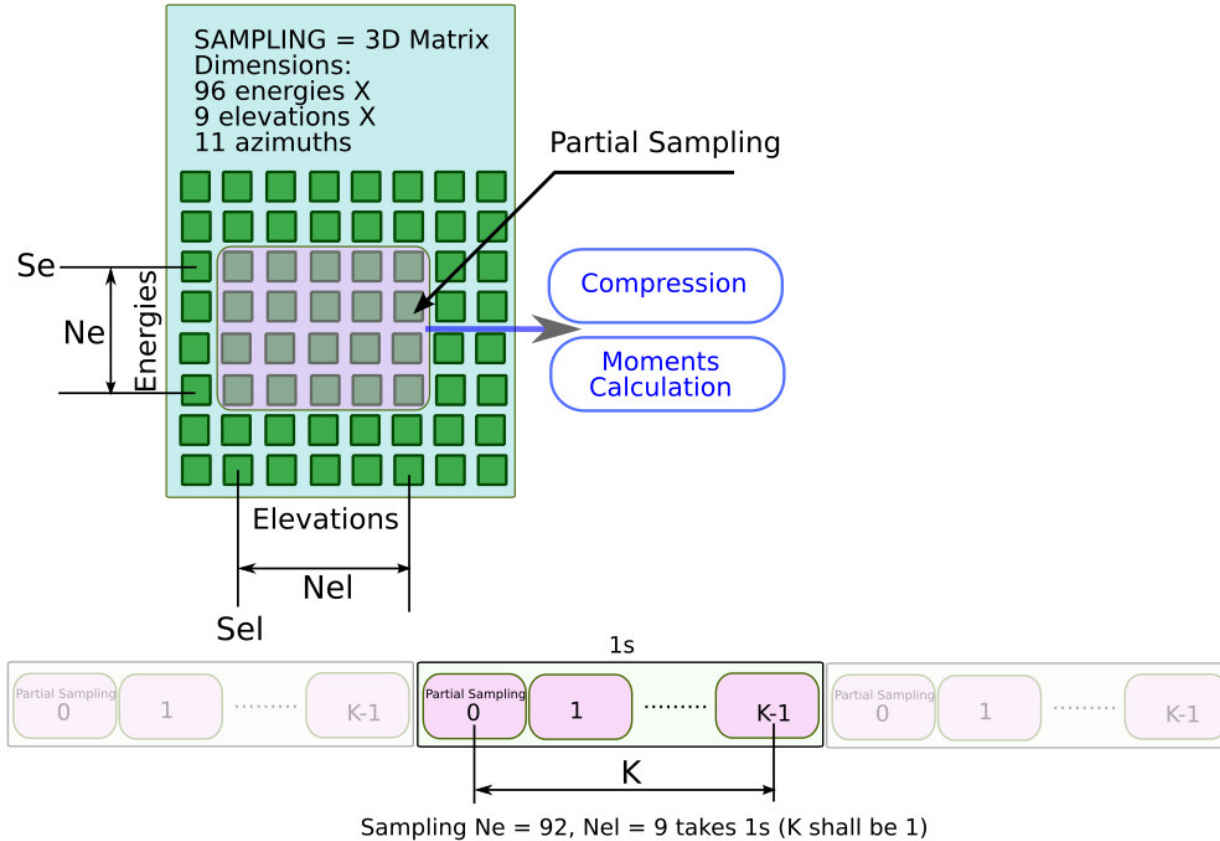 SAMPLING = 3D Matrix
Dimensions:
96 energies X
9 elevations X
11 azimuths
Partial Sampling
Se
Ne
Energies
Compression
Moments
Calculation
Elevations
Nel
Sel
1s
Partial Sampling
0
1
.........
K-1
Partial Sampling
0
1
.........
K-1
Partial Sampling
0
1
.........
K-1
K
Sampling Ne = 92, Nel = 9 takes 1s (K shall be 1)